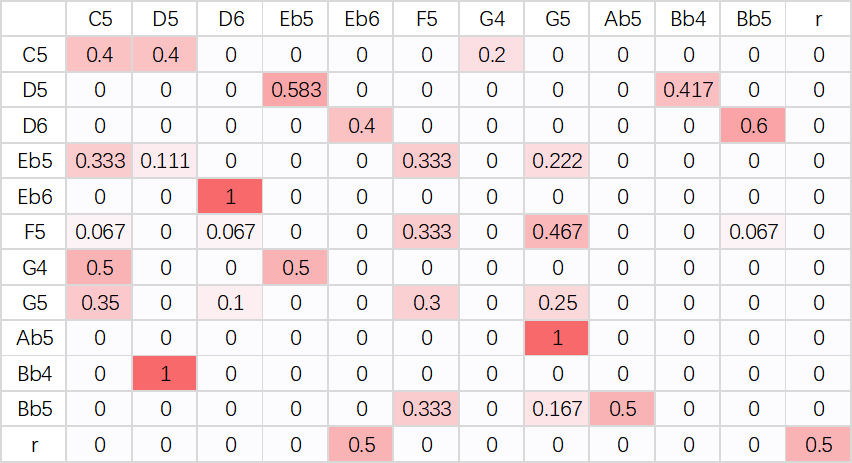 C5 D5 D6 Eb5 Eb6 F5 G4 G5 Ab5 Bb4 Bb5 r
C5 0.4 0.4 0 0 0 0 0.2 0 0 0 0 0
D5 0 0 0 0.583 0 0 0 0 0 0.417 0 0
D6 0 0 0 0 0.4 0 0 0 0 0 0.6 0
Eb5 0.333 0.111 0 0 0 0.333 0 0.222 0 0 0 0
Eb6 0 0 1 0 0 0 0 0 0 0 0 0
F5 0.067 0 0.067 0 0 0.333 0 0.467 0 0 0.067 0
G4 0.5 0 0 0.5 0 0 0 0 0 0 0 0
G5 0.35 0 0.1 0 0 0.3 0 0.25 0 0 0 0
Ab5 0 0 0 0 0 0 0 1 0 0 0 0
Bb4 0 1 0 0 0 0 0 0 0 0 0 0
Bb5 0 0 0 0 0 0.333 0 0.167 0.5 0 0 0
r 0 0 0 0 0.5 0 0 0 0 0 0 0.5